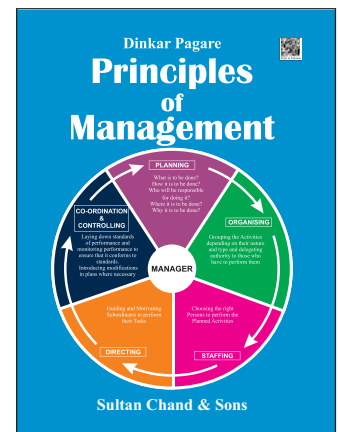 Dinkar Pagare
Principles
of
Management
PLANNING
What is to be done?
How it is to be done?
Who will be responsible
for doing it?
Where it is to be done?
Why it is to be done?
ORGANISING
Grouping the Activities
depending on their nature
and type and delegating
authority to those who
have to perform them
CO-ORDINATION
&
CONTROLLING
Laying down standards
of performance and
monitoring performance to
ensure that it conforms to
standards.
Introducing modifications
in plans where necessary
MANAGER
Guiding and Motivating
Subordinates to perform
their Tasks
DIRECTING
Choosing the right
Persons to perform the
Planned Activities
STAFFING
Sultan Chand & Sons